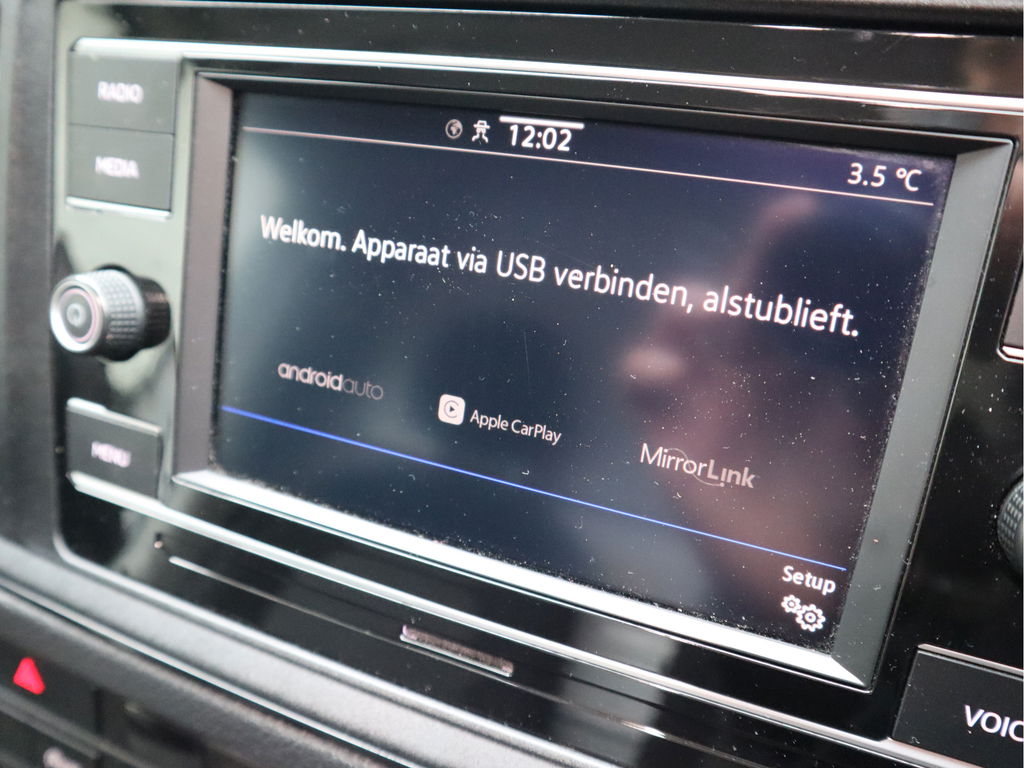 RADIO
MEDIA
MENU
12:02
3.5 °C
Welkom. Apparaat via USB verbinden, alstublieft.
androidauto
Apple CarPlay
MirrorLink
Setup
VOIC